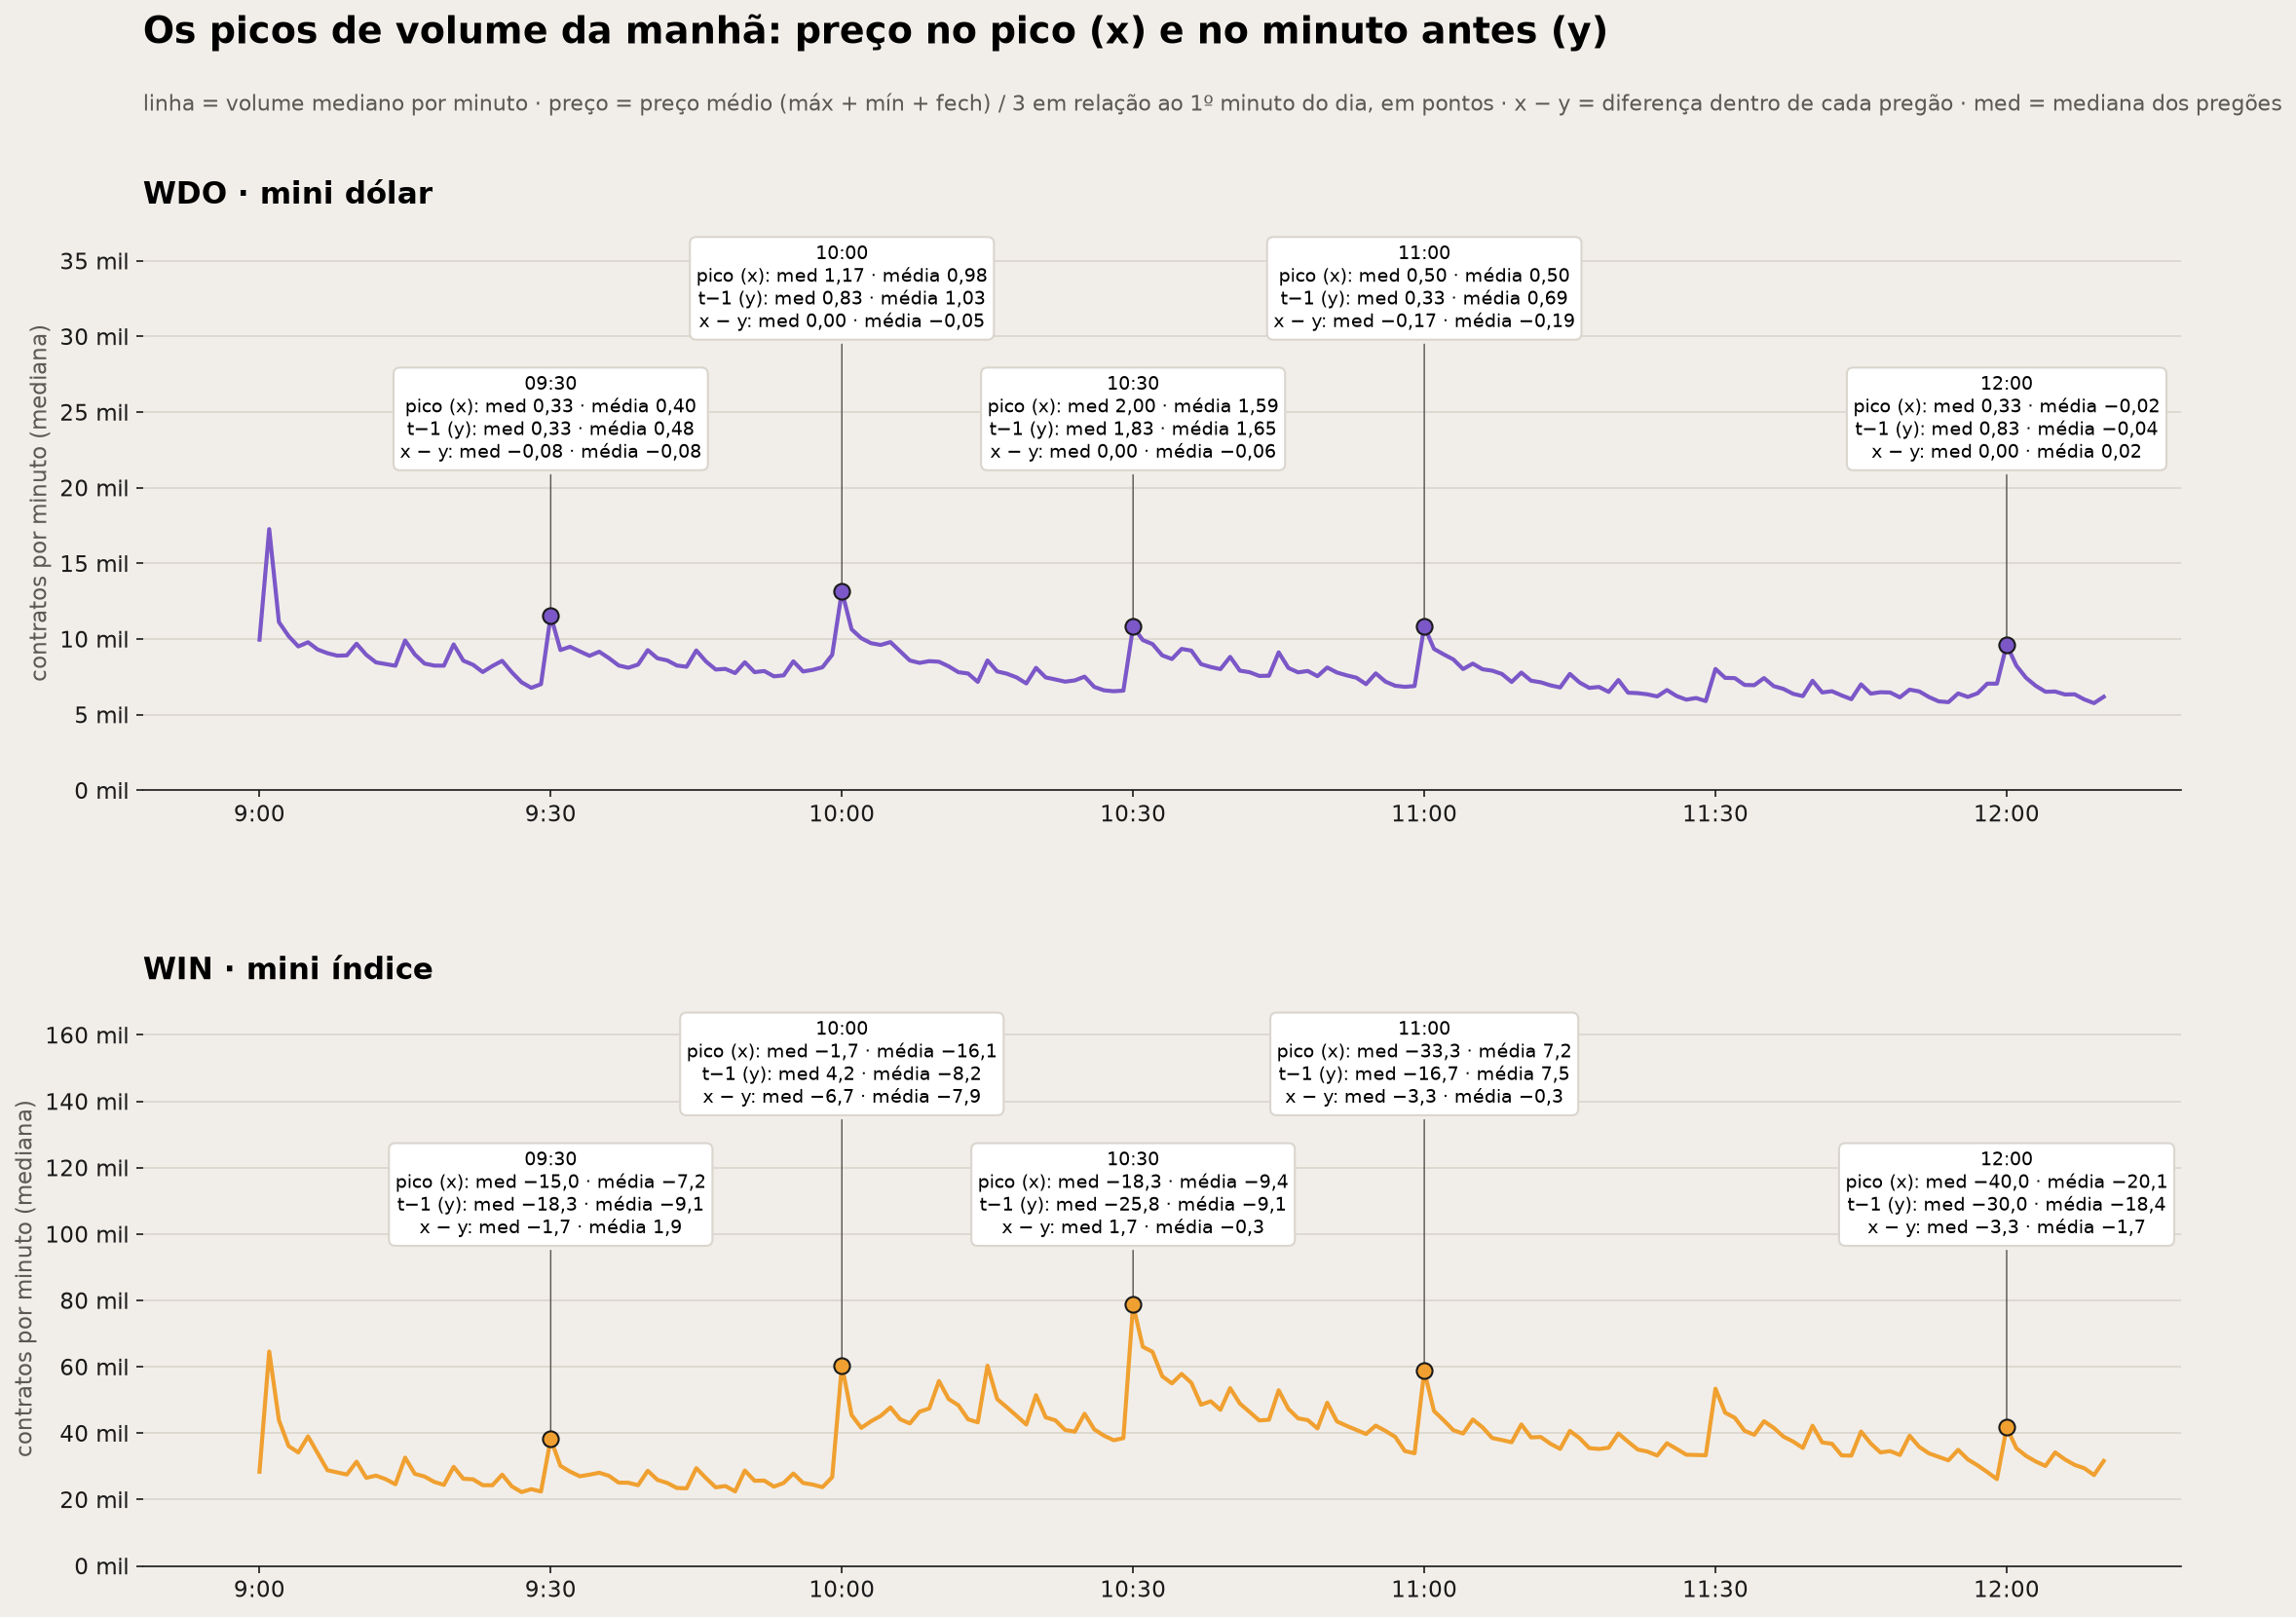 Os picos de volume da manhã: preço no pico (x) e no minuto antes (y)
linha = volume mediano por minuto · preço = preço médio (máx + mín + fech) / 3 em relação ao 1º minuto do dia, em pontos · x − y = diferença dentro de cada pregão · med = mediana dos pregões
WDO · mini dólar
contratos por minuto (mediana)
35 mil
30 mil
25 mil
20 mil
15 mil
10 mil
5 mil
0 mil
09:30
pico (x): med 0,33 · média 0,40
t−1 (y): med 0,33 · média 0,48
x − y: med −0,08 · média −0,08
10:00
pico (x): med 1,17 · média 0,98
t−1 (y): med 0,83 · média 1,03
x − y: med 0,00 · média −0,05
10:30
pico (x): med 2,00 · média 1,59
t−1 (y): med 1,83 · média 1,65
x − y: med 0,00 · média −0,06
11:00
pico (x): med 0,50 · média 0,50
t−1 (y): med 0,33 · média 0,69
x − y: med −0,17 · média −0,19
12:00
pico (x): med 0,33 · média −0,02
t−1 (y): med 0,83 · média −0,04
x − y: med 0,00 · média 0,02
9:00
9:30
10:00
10:30
11:00
11:30
12:00
WIN · mini índice
contratos por minuto (mediana)
160 mil
140 mil
120 mil
100 mil
80 mil
60 mil
40 mil
20 mil
0 mil
09:30
pico (x): med −15,0 · média −7,2
t−1 (y): med −18,3 · média −9,1
x − y: med −1,7 · média 1,9
10:00
pico (x): med −1,7 · média −16,1
t−1 (y): med 4,2 · média −8,2
x − y: med −6,7 · média −7,9
10:30
pico (x): med −18,3 · média −9,4
t−1 (y): med −25,8 · média −9,1
x − y: med 1,7 · média −0,3
11:00
pico (x): med −33,3 · média 7,2
t−1 (y): med −16,7 · média 7,5
x − y: med −3,3 · média −0,3
12:00
pico (x): med −40,0 · média −20,1
t−1 (y): med −30,0 · média −18,4
x − y: med −3,3 · média −1,7
9:00
9:30
10:00
10:30
11:00
11:30
12:00